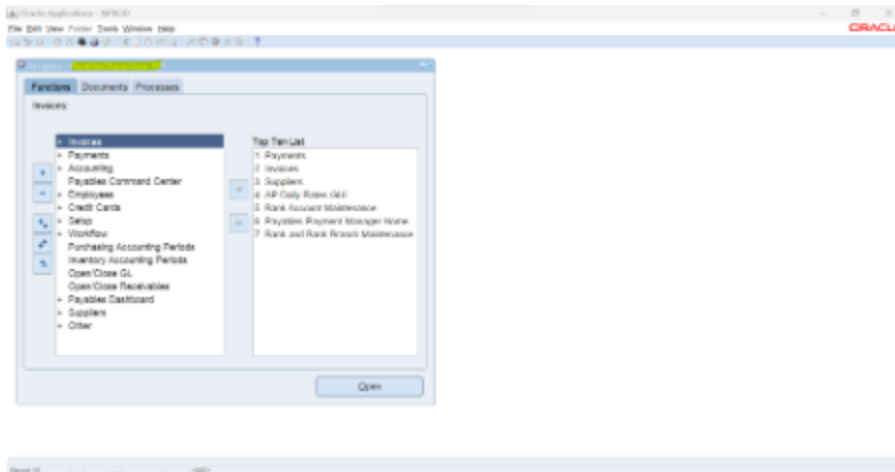 Oracle Applications - NPROD
File Edit View Folder Tools Window Help
ORACLE
Functions Documents Processes
Invoices
Invoices
Payments
Accounting
Payables Command Center
Employees
Credit Cards
Setup
Workflow
Purchasing Accounting Periods
Inventory Accounting Periods
Open/Close GL
Open/Close Receivables
Payables Dashboard
Suppliers
Other
Top Ten List
1. Payments
2. Invoices
3. Suppliers
4. AP Daily Rates GUI
5. Bank Account Maintenance
6. Payables Payment Manager Home
7. Bank and Bank Branch Maintenance
Open